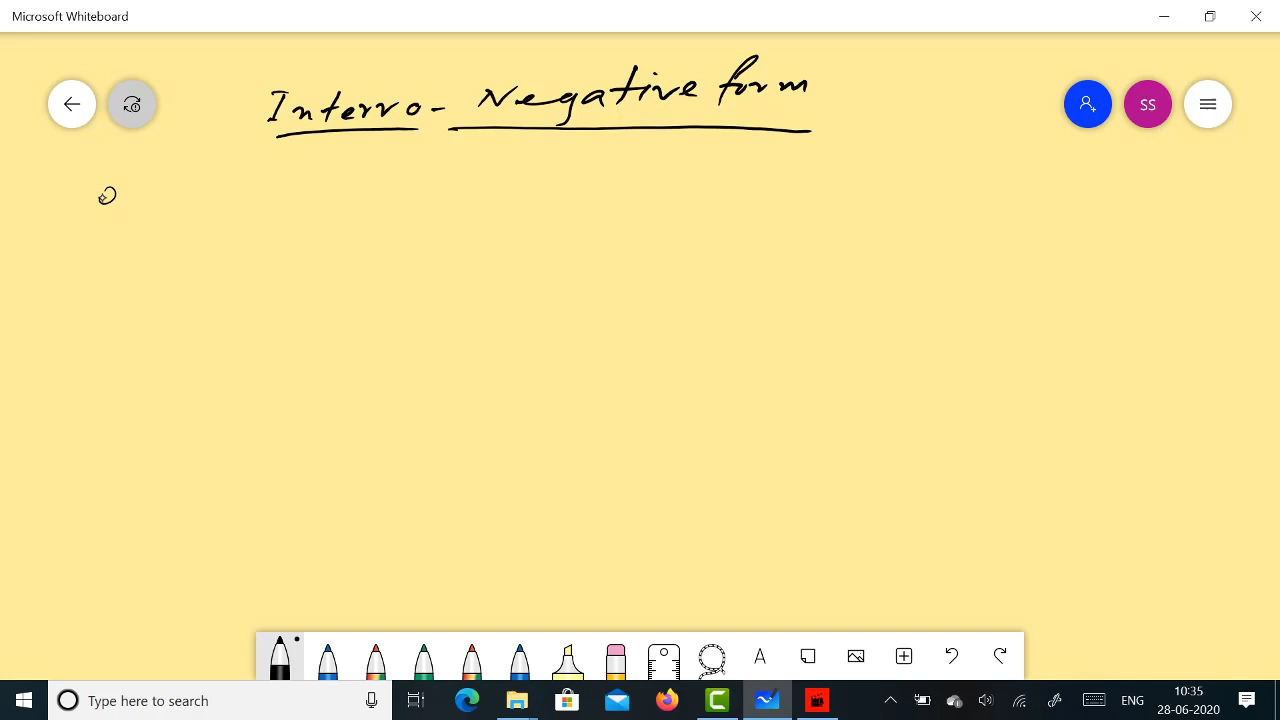 Microsoft Whiteboard
Interro - Negative form
SS
A
Type here to search
ENG
10:35
28-06-2020